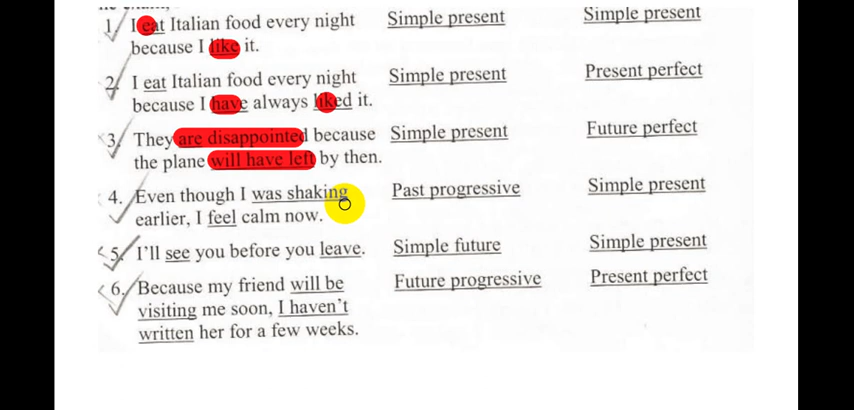 1. I eat Italian food every night Simple present Simple present
because I like it.
2. I eat Italian food every night Simple present Present perfect
because I have always liked it.
3. They are disappointed because Simple present Future perfect
the plane will have left by then.
4. Even though I was shaking Past progressive Simple present
earlier, I feel calm now.
5. I'll see you before you leave. Simple future Simple present
6. Because my friend will be Future progressive Present perfect
visiting me soon, I haven't
written her for a few weeks.